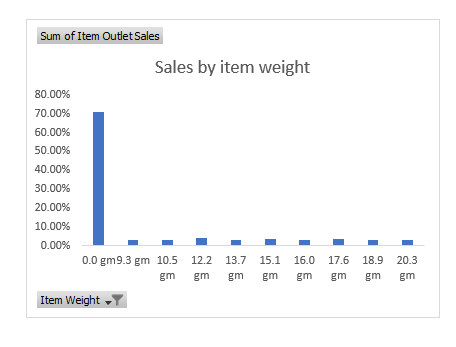 Sum of Item Outlet Sales
Sales by item weight
80.00%
70.00%
60.00%
50.00%
40.00%
30.00%
20.00%
10.00%
0.00%
0.0 gm 9.3 gm 10.5 12.2 13.7 15.1 16.0 17.6 18.9 20.3
gm gm gm gm gm gm gm gm
Item Weight